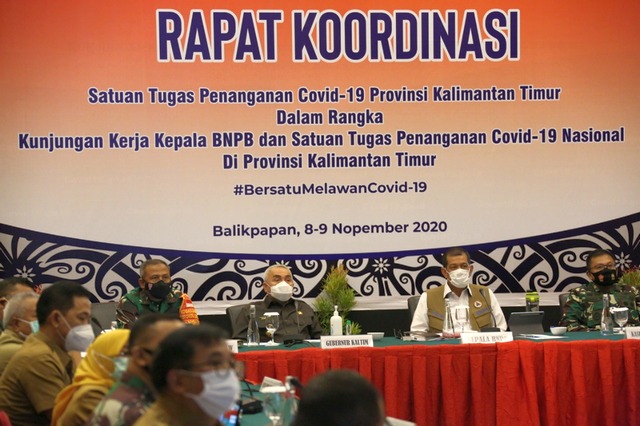 RAPAT KOORDINASI
Satuan Tugas Penanganan Covid-19 Provinsi Kalimantan Timur
Dalam Rangka
Kunjungan Kerja Kepala BNPB dan Satuan Tugas Penanganan Covid-19 Nasional
Di Provinsi Kalimantan Timur
#BersatuMelawanCovid-19
Balikpapan, 8-9 Nopember 2020
GUBERNUR KALTIM